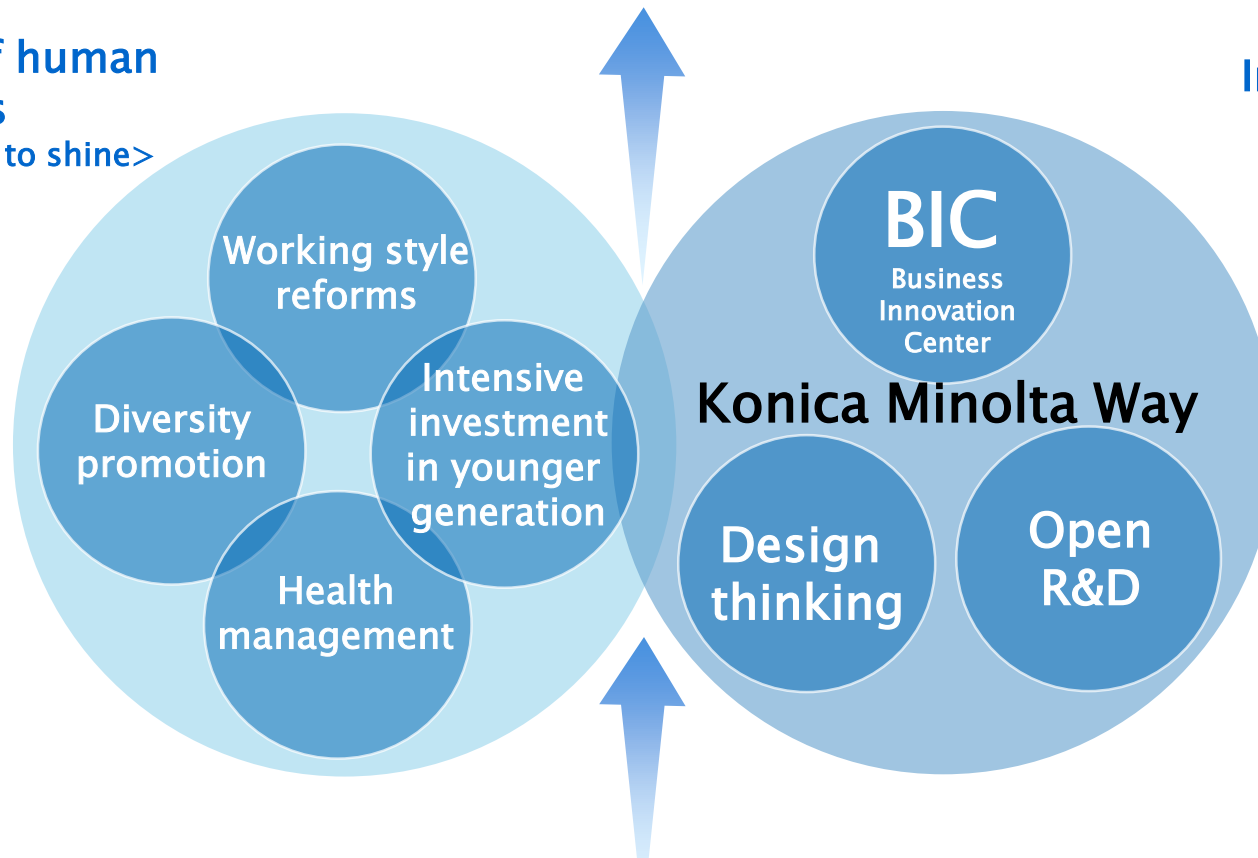 human
to shine>
Working style
reforms
Diversity
promotion
Intensive
investment
in younger
generation
Health
management
BIC
Business
Innovation
Center
Konica Minolta Way
Design
thinking
Open
R&D